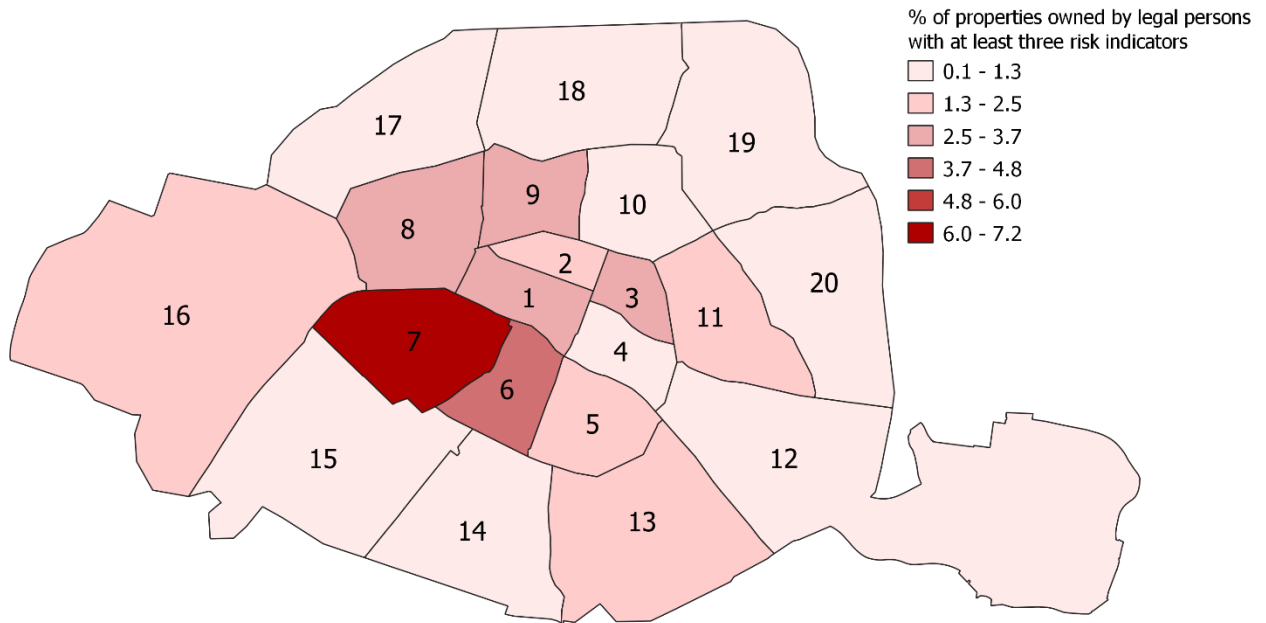 % of properties owned by legal persons
with at least three risk indicators
0.1 - 1.3
1.3 - 2.5
2.5 - 3.7
3.7 - 4.8
4.8 - 6.0
6.0 - 7.2
18
17
19
9
10
8
2
20
1
3
16
11
7
4
6
5
15
12
13
14